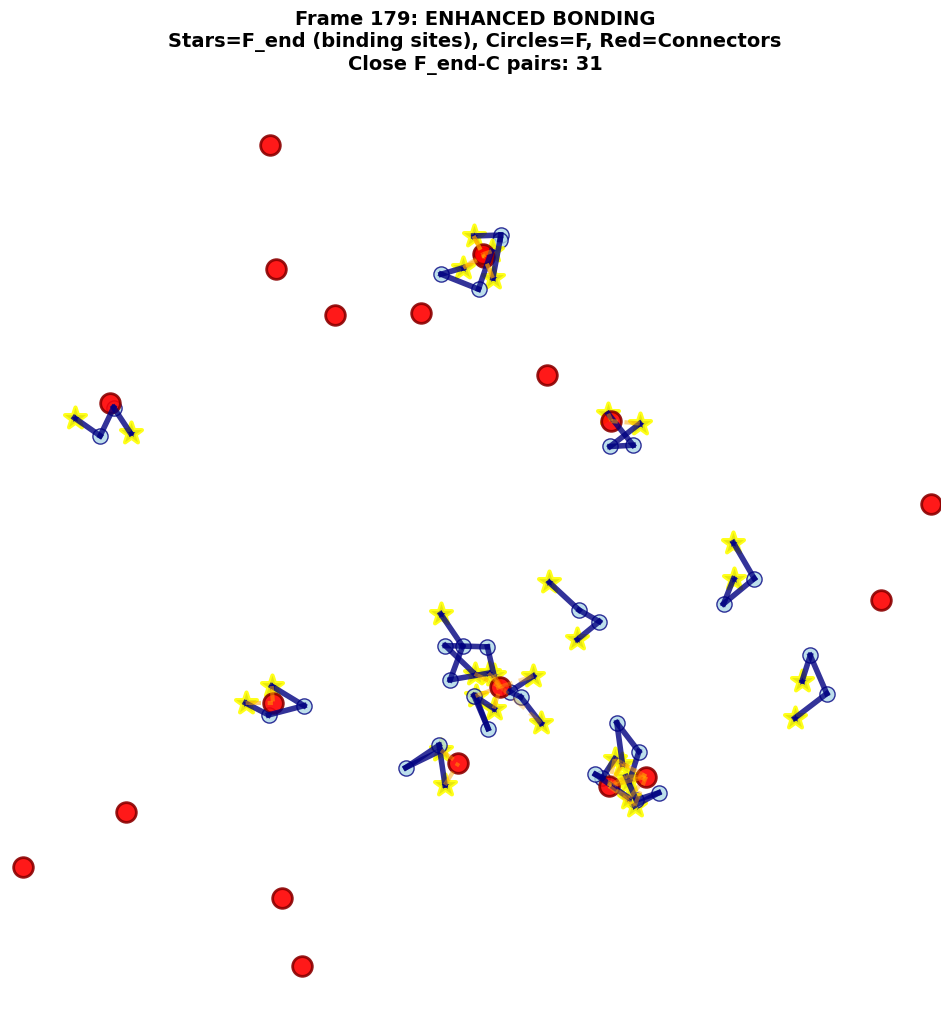 Frame 179: ENHANCED BONDING
Stars=F_end (binding sites), Circles=F, Red=Connectors
Close F_end-C pairs: 31